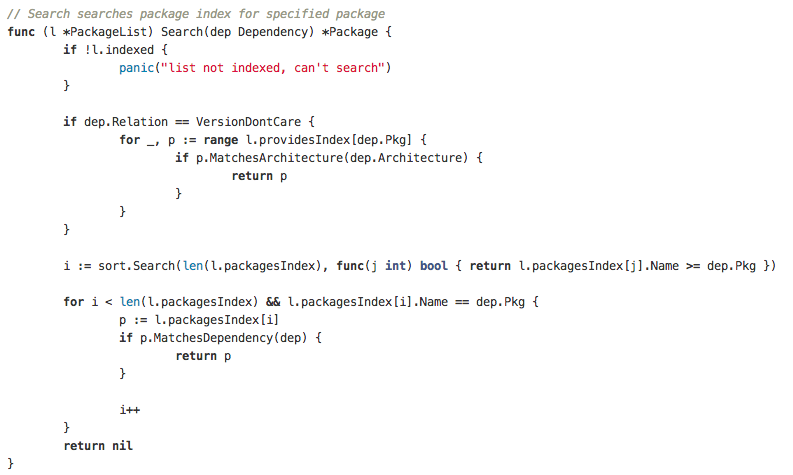 // Search searches package index for specified package
func (l *PackageList) Search(dep Dependency) *Package {
        if !l.indexed {
                panic("list not indexed, can't search")
        }

        if dep.Relation == VersionDontCare {
                for _, p := range l.providesIndex[dep.Pkg] {
                        if p.MatchesArchitecture(dep.Architecture) {
                                return p
                        }
                }
        }

        i := sort.Search(len(l.packagesIndex), func(j int) bool { return l.packagesIndex[j].Name >= dep.Pkg })

        for i < len(l.packagesIndex) && l.packagesIndex[i].Name == dep.Pkg {
                p := l.packagesIndex[i]
                if p.MatchesDependency(dep) {
                        return p
                }

                i++
        }
        return nil
}